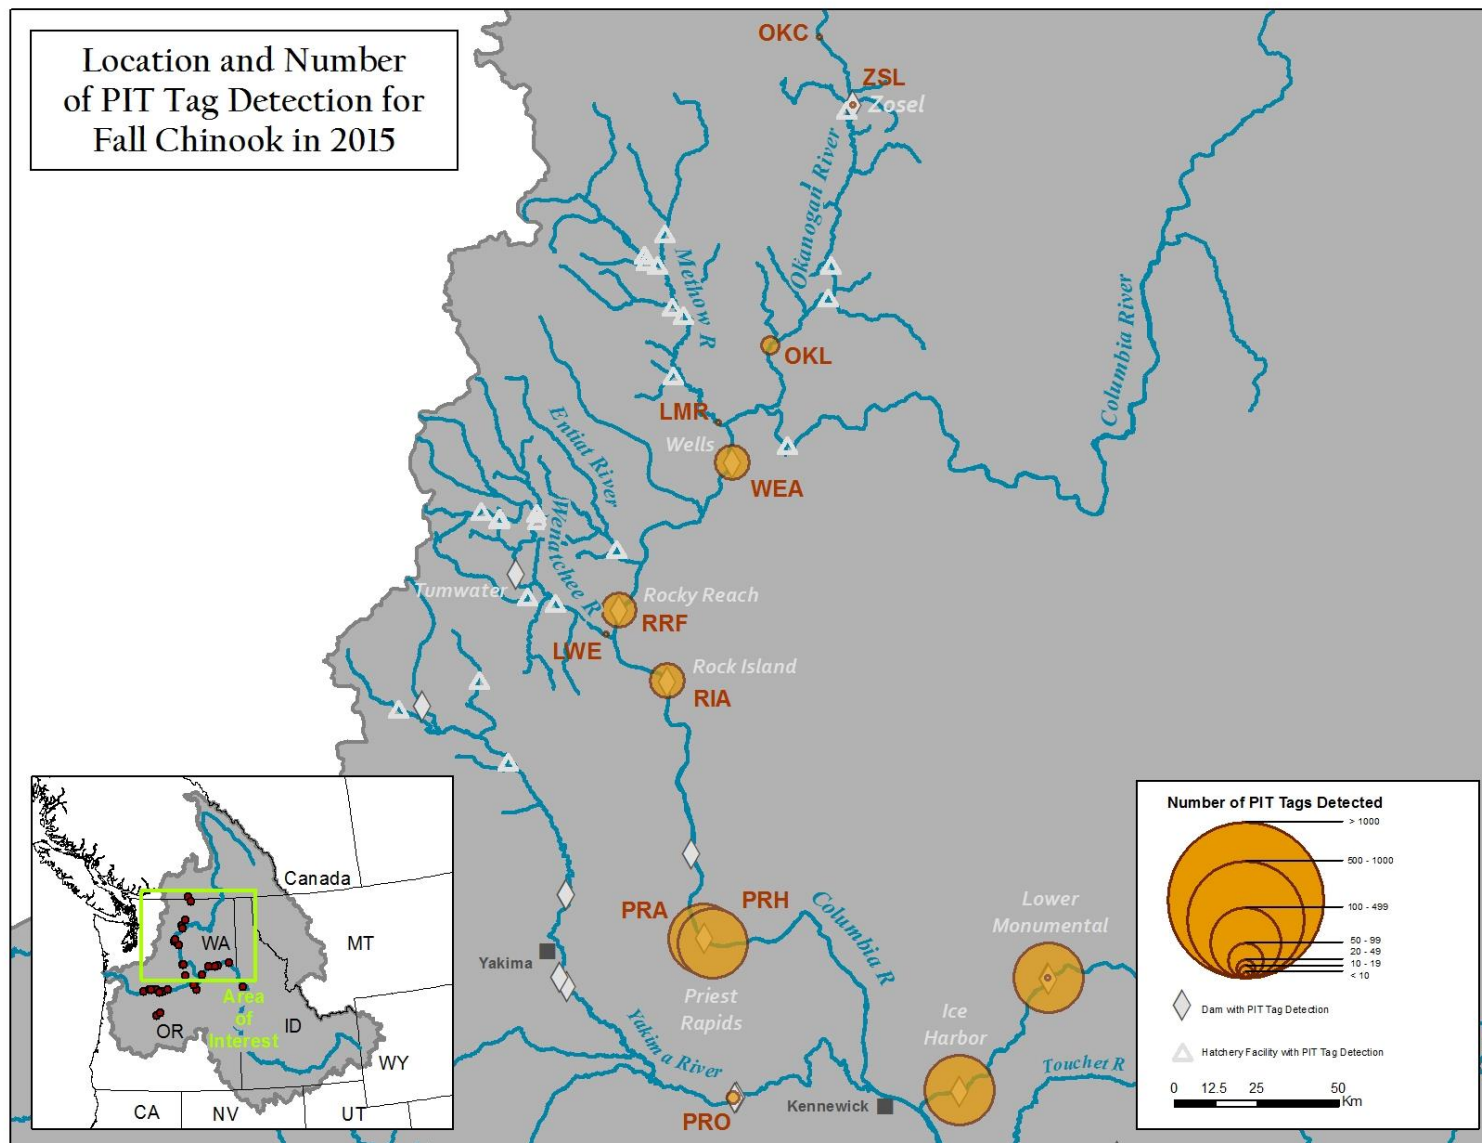 Location and Number
of PIT Tag Detection for
Fall Chinook in 2015
OKC
ZSL
Zosel
Okanogan River
Methow R
Columbia River
OKL
LMR
Wells
WEA
Entiat River
Wenatchee R
Tumwater
Rocky Reach
RRF
LWE
Rock Island
RIA
PRA
PRH
Columbia R
Priest
Rapids
Lower
Monumental
Ice
Harbor
Yakima
Yakima River
PRO
Kennewick
Touchet R
Canada
WA
MT
Area
of
Interest
OR
ID
WY
CA
NV
UT
Number of PIT Tags Detected
> 1000
500 - 1000
100 - 499
50 - 99
20 - 49
10 - 19
< 10
Dam with PIT Tag Detection
Hatchery Facility with PIT Tag Detection
0 12.5 25 50
Km